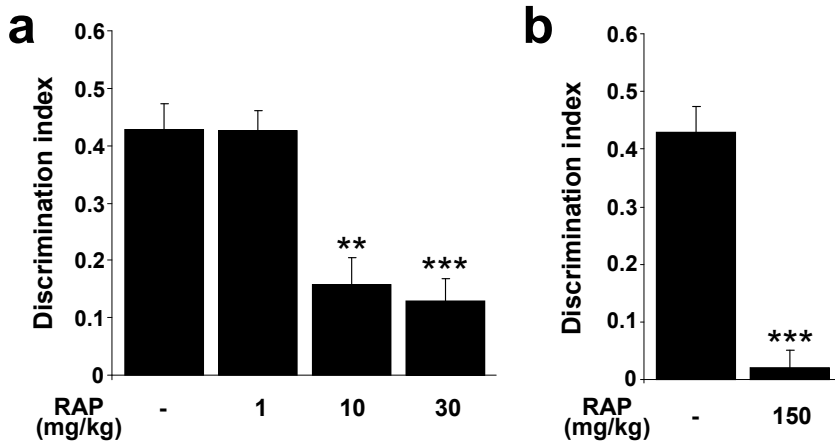 a
Discrimination index
0.6
0.5
0.4
0.3
0.2
0.1
0
**
***
RAP (mg/kg)
- 1 10 30
b
Discrimination index
0.6
0.5
0.4
0.3
0.2
0.1
0
***
RAP (mg/kg)
- 150